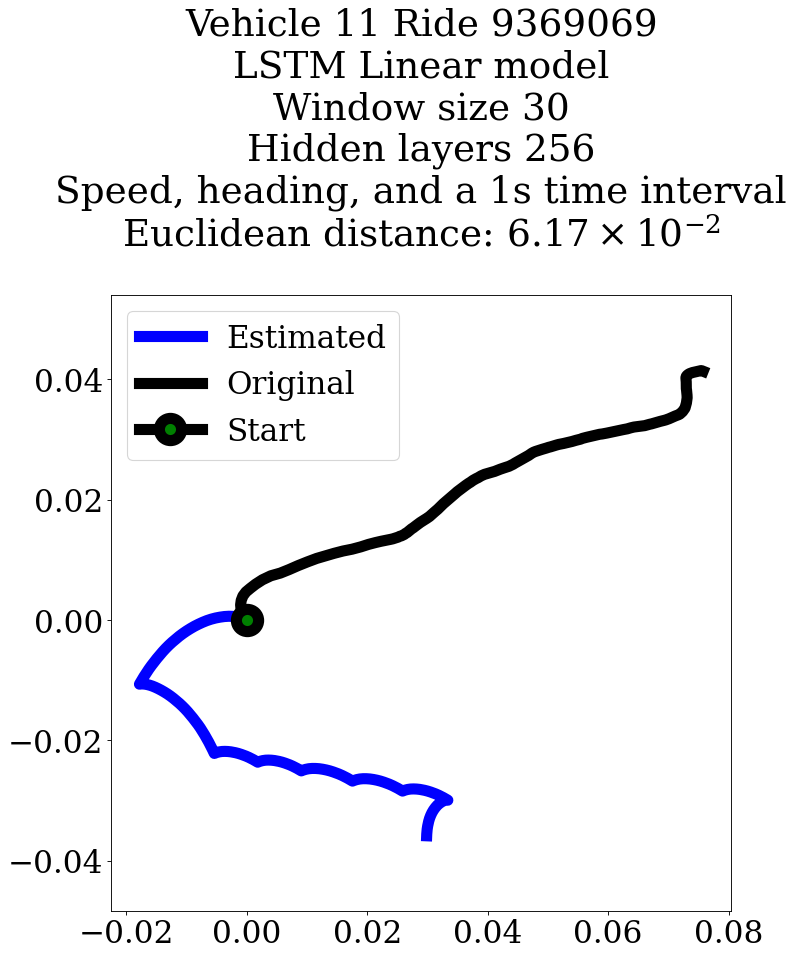 Vehicle 11 Ride 9369069
LSTM Linear model
Window size 30
Hidden layers 256
Speed, heading, and a 1s time interval
Euclidean distance: 6.17 × 10⁻²
Estimated
Original
Start
0.04
0.02
0.00
−0.02
−0.04
−0.02 0.00 0.02 0.04 0.06 0.08